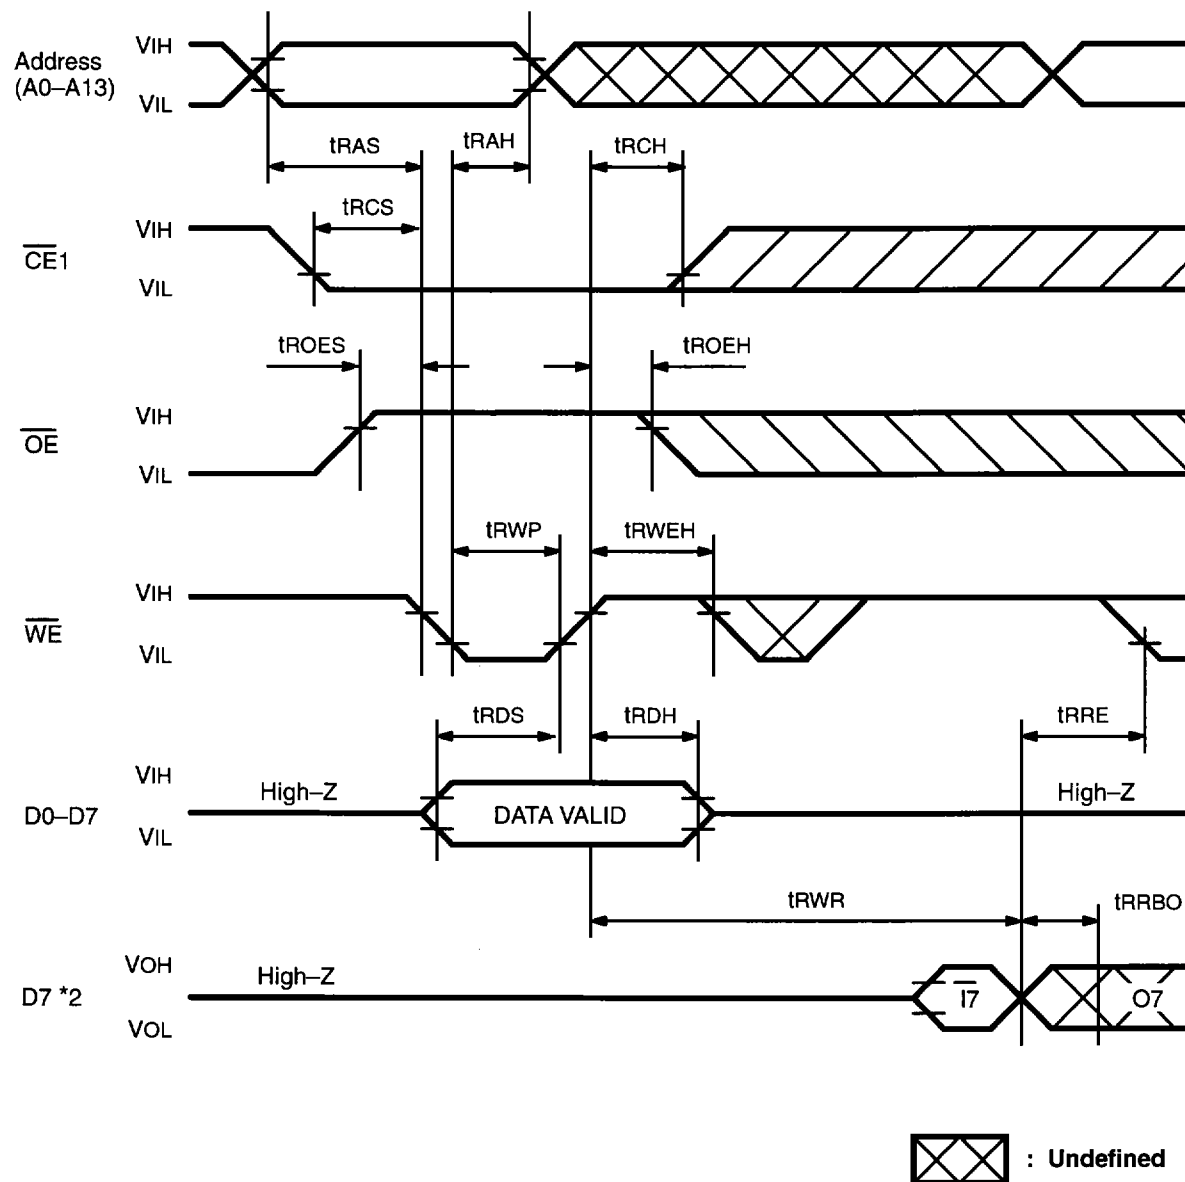 Address
(A0–A13)
VIH
VIL
tRAS
tRAH
tRCH
tRCS
CE1
VIH
VIL
tROES
tROEH
OE
VIH
VIL
tRWP
tRWEH
WE
VIH
VIL
tRDS
tRDH
tRRE
D0–D7
VIH
VIL
High–Z
DATA VALID
High–Z
tRWR
tRRBO
D7 *2
VOH
VOL
High–Z
I7
O7
: Undefined